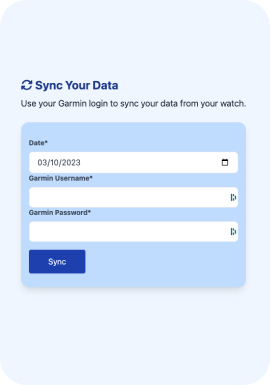 Sync Your Data
Use your Garmin login to sync your data from your watch.
Date*
03/10/2023
Garmin Username*
Garmin Password*
Sync